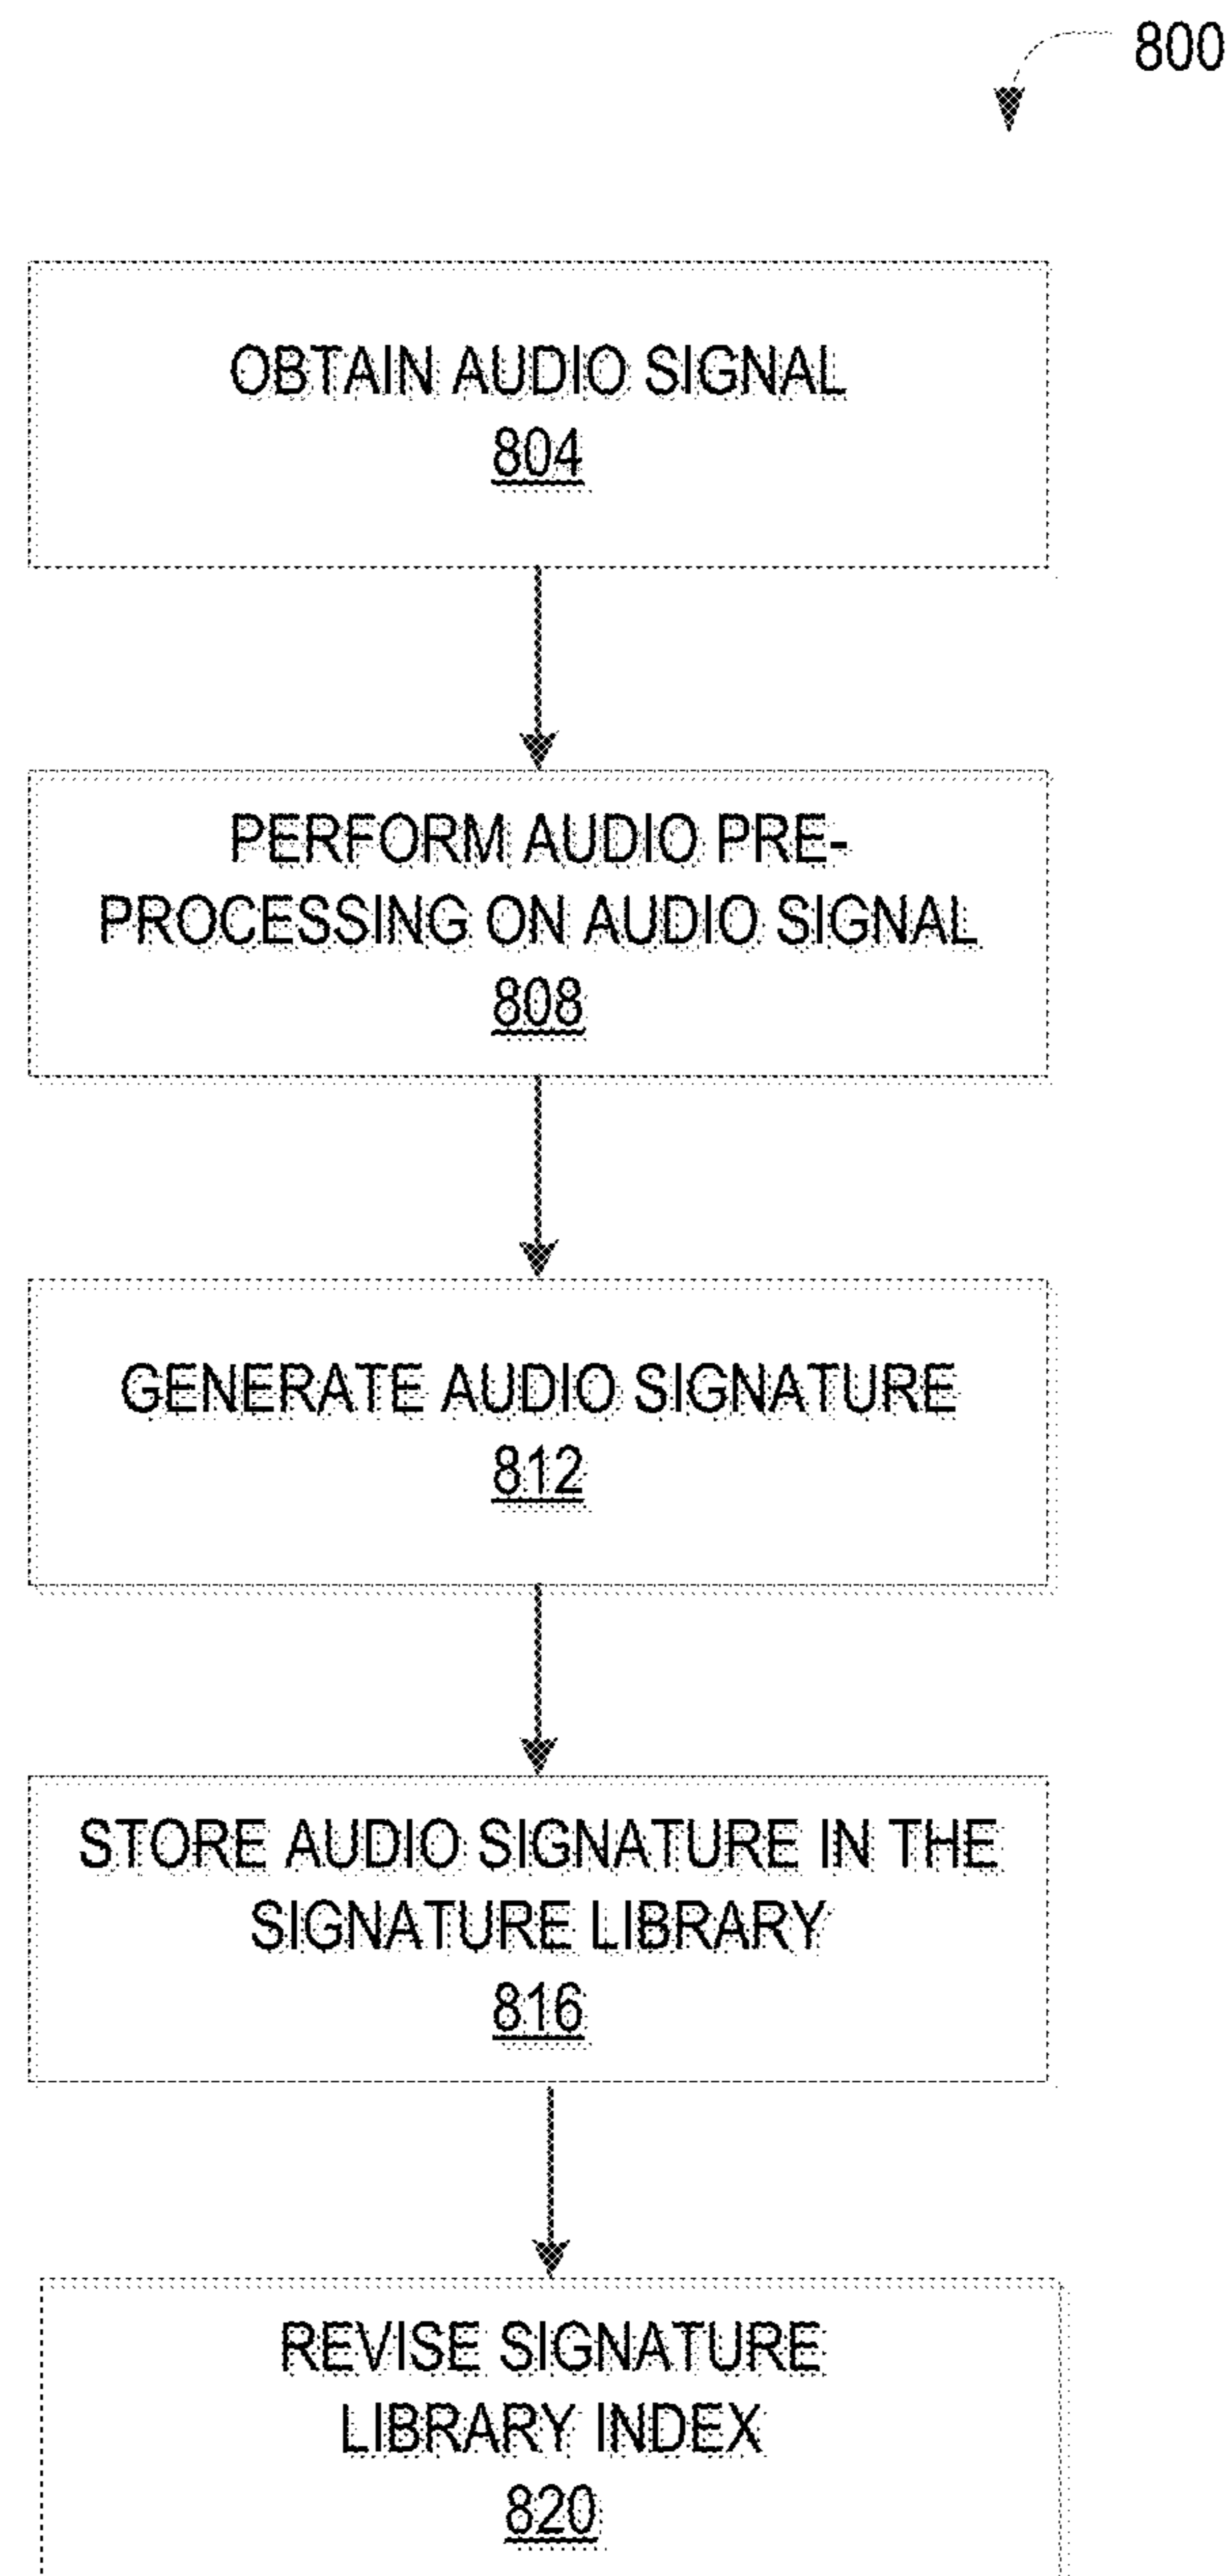 800
OBTAIN AUDIO SIGNAL
804
PERFORM AUDIO PRE-
PROCESSING ON AUDIO SIGNAL
808
GENERATE AUDIO SIGNATURE
812
STORE AUDIO SIGNATURE IN THE
SIGNATURE LIBRARY
816
REVISE SIGNATURE
LIBRARY INDEX
820